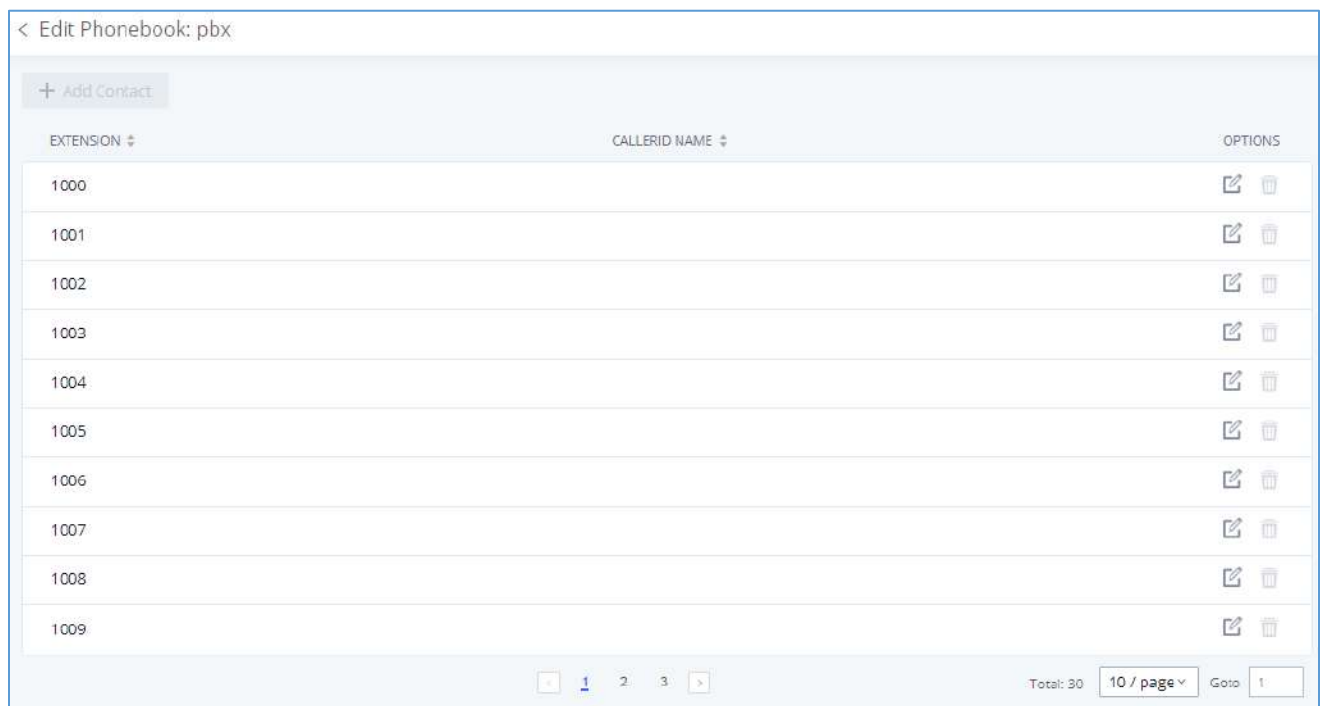 < Edit Phonebook: pbx
+ Add Contact
EXTENSION CALLERID NAME OPTIONS
1000
1001
1002
1003
1004
1005
1006
1007
1008
1009
< 1 2 3 > Total: 30 10 / page Goto 1